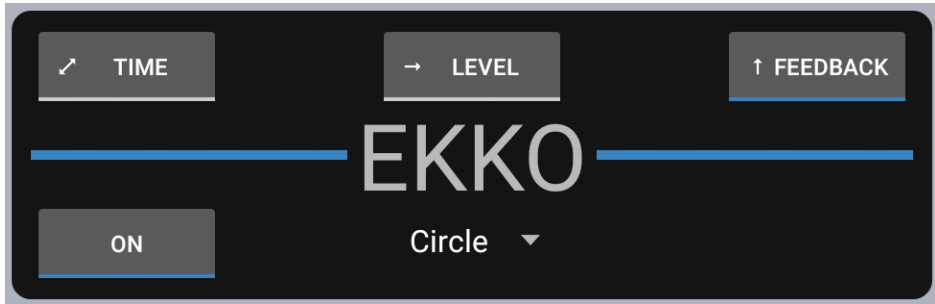 ⤢ TIME → LEVEL ↑ FEEDBACK
EKKO
ON Circle